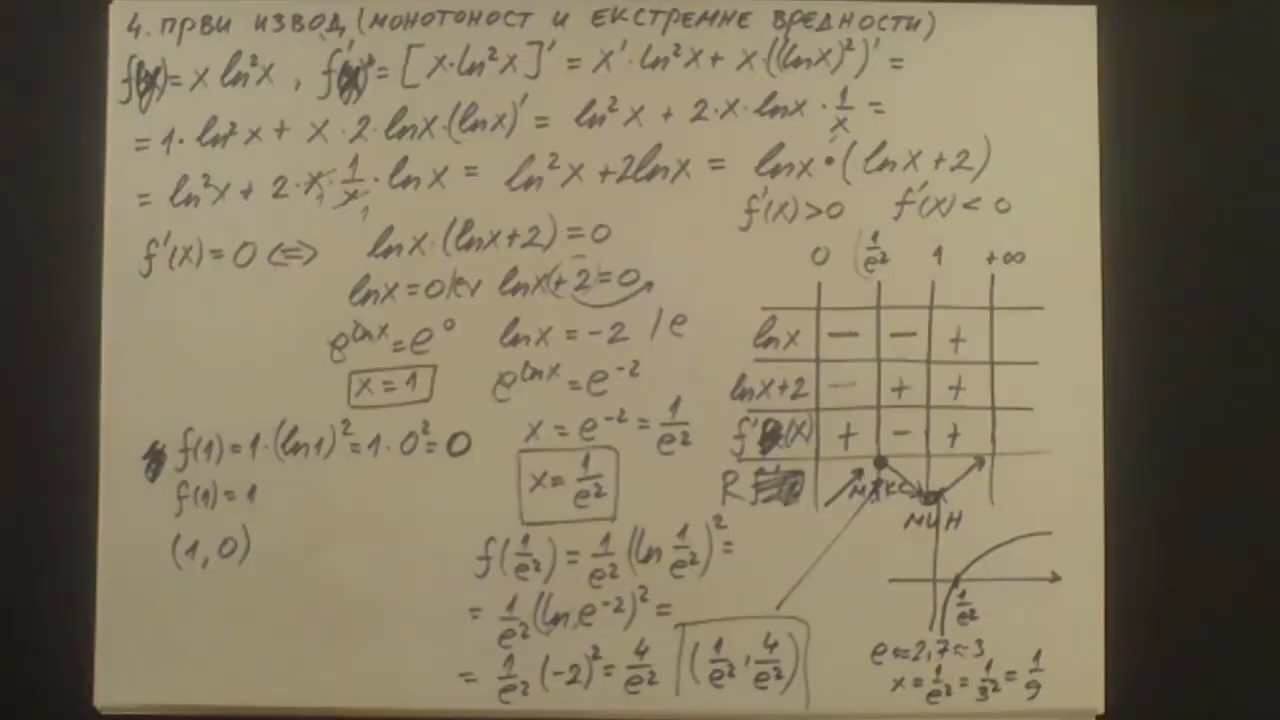 4. први извод (монотоност и екстремне вредности)
f(x) = x ln²x , f'(x) = [x·ln²x]' = x'·ln²x + x·((lnx)²)' =
= 1·ln²x + x·2·lnx·(lnx)' = ln²x + 2·x·lnx·1/x =
= ln²x + 2·x·1/x·lnx = ln²x + 2lnx = lnx·(lnx+2)
f'(x)>0 f'(x)<0
f'(x) = 0 <=> lnx·(lnx+2) = 0
lnx = 0 v lnx + 2 = 0
e^lnx = e^0 lnx = -2 /e
x = 1 e^lnx = e^-2
x = e^-2 = 1/e²
x = 1/e²
f(1) = 1·(ln1)² = 1·0² = 0
f(1) = 1
(1,0)
f(1/e²) = 1/e² (ln 1/e²)² =
= 1/e² (ln e^-2)² =
= 1/e² (-2)² = 4/e² (1/e², 4/e²)
0 1/e² 1 +∞
lnx − − +
lnx+2 − + +
f'(x) + − +
макс
мин
1/e²
e≈2,7≈3
x = 1/e² = 1/3² = 1/9